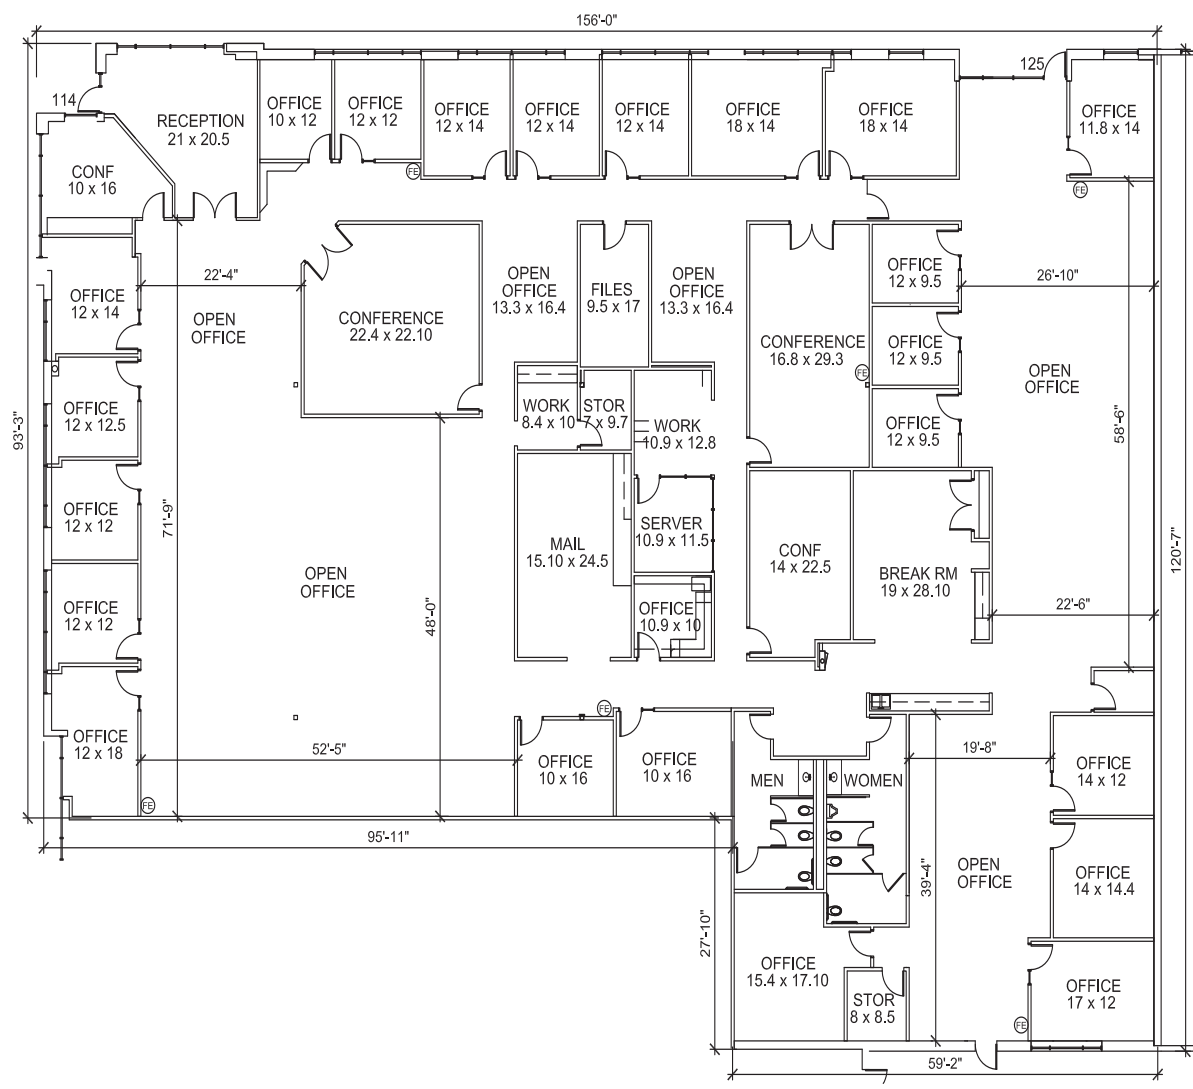 156'-0"
114
125
RECEPTION
21 x 20.5
OFFICE
10 x 12
OFFICE
12 x 12
OFFICE
12 x 14
OFFICE
12 x 14
OFFICE
12 x 14
OFFICE
18 x 14
OFFICE
18 x 14
OFFICE
11.8 x 14
CONF
10 x 16
FE
FE
22'-4"
OPEN
OFFICE
13.3 x 16.4
FILES
9.5 x 17
OPEN
OFFICE
13.3 x 16.4
OFFICE
12 x 9.5
26'-10"
OFFICE
12 x 14
OPEN
OFFICE
CONFERENCE
22.4 x 22.10
CONFERENCE
16.8 x 29.3
FE
OFFICE
12 x 9.5
OPEN
OFFICE
93'-3"
OFFICE
12 x 12.5
WORK
8.4 x 10
STOR
7 x 9.7
WORK
10.9 x 12.8
OFFICE
12 x 9.5
58'-6"
OFFICE
12 x 12
71'-9"
MAIL
15.10 x 24.5
SERVER
10.9 x 11.5
CONF
14 x 22.5
BREAK RM
19 x 28.10
120'-7"
OPEN
OFFICE
OFFICE
12 x 12
48'-0"
OFFICE
10.9 x 10
22'-6"
FE
OFFICE
12 x 18
52'-5"
OFFICE
10 x 16
OFFICE
10 x 16
MEN
WOMEN
19'-8"
OFFICE
14 x 12
FE
95'-11"
39'-4"
OPEN
OFFICE
OFFICE
14 x 14.4
27'-10"
OFFICE
15.4 x 17.10
STOR
8 x 8.5
OFFICE
17 x 12
FE
59'-2"